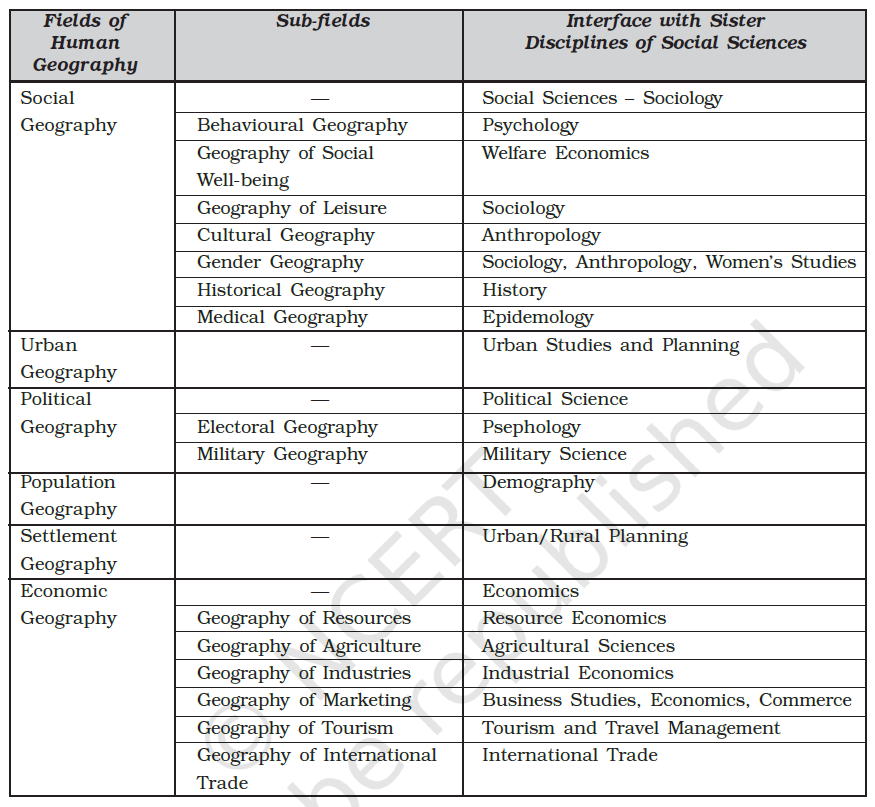 Fields of Human Geography | Sub-fields | Interface with Sister Disciplines of Social Sciences
Social Geography | — | Social Sciences – Sociology
Behavioural Geography | Psychology
Geography of Social Well-being | Welfare Economics
Geography of Leisure | Sociology
Cultural Geography | Anthropology
Gender Geography | Sociology, Anthropology, Women's Studies
Historical Geography | History
Medical Geography | Epidemology
Urban Geography | — | Urban Studies and Planning
Political Geography | — | Political Science
Electoral Geography | Psephology
Military Geography | Military Science
Population Geography | — | Demography
Settlement Geography | — | Urban/Rural Planning
Economic Geography | — | Economics
Geography of Resources | Resource Economics
Geography of Agriculture | Agricultural Sciences
Geography of Industries | Industrial Economics
Geography of Marketing | Business Studies, Economics, Commerce
Geography of Tourism | Tourism and Travel Management
Geography of International Trade | International Trade
© NCERT
be republished